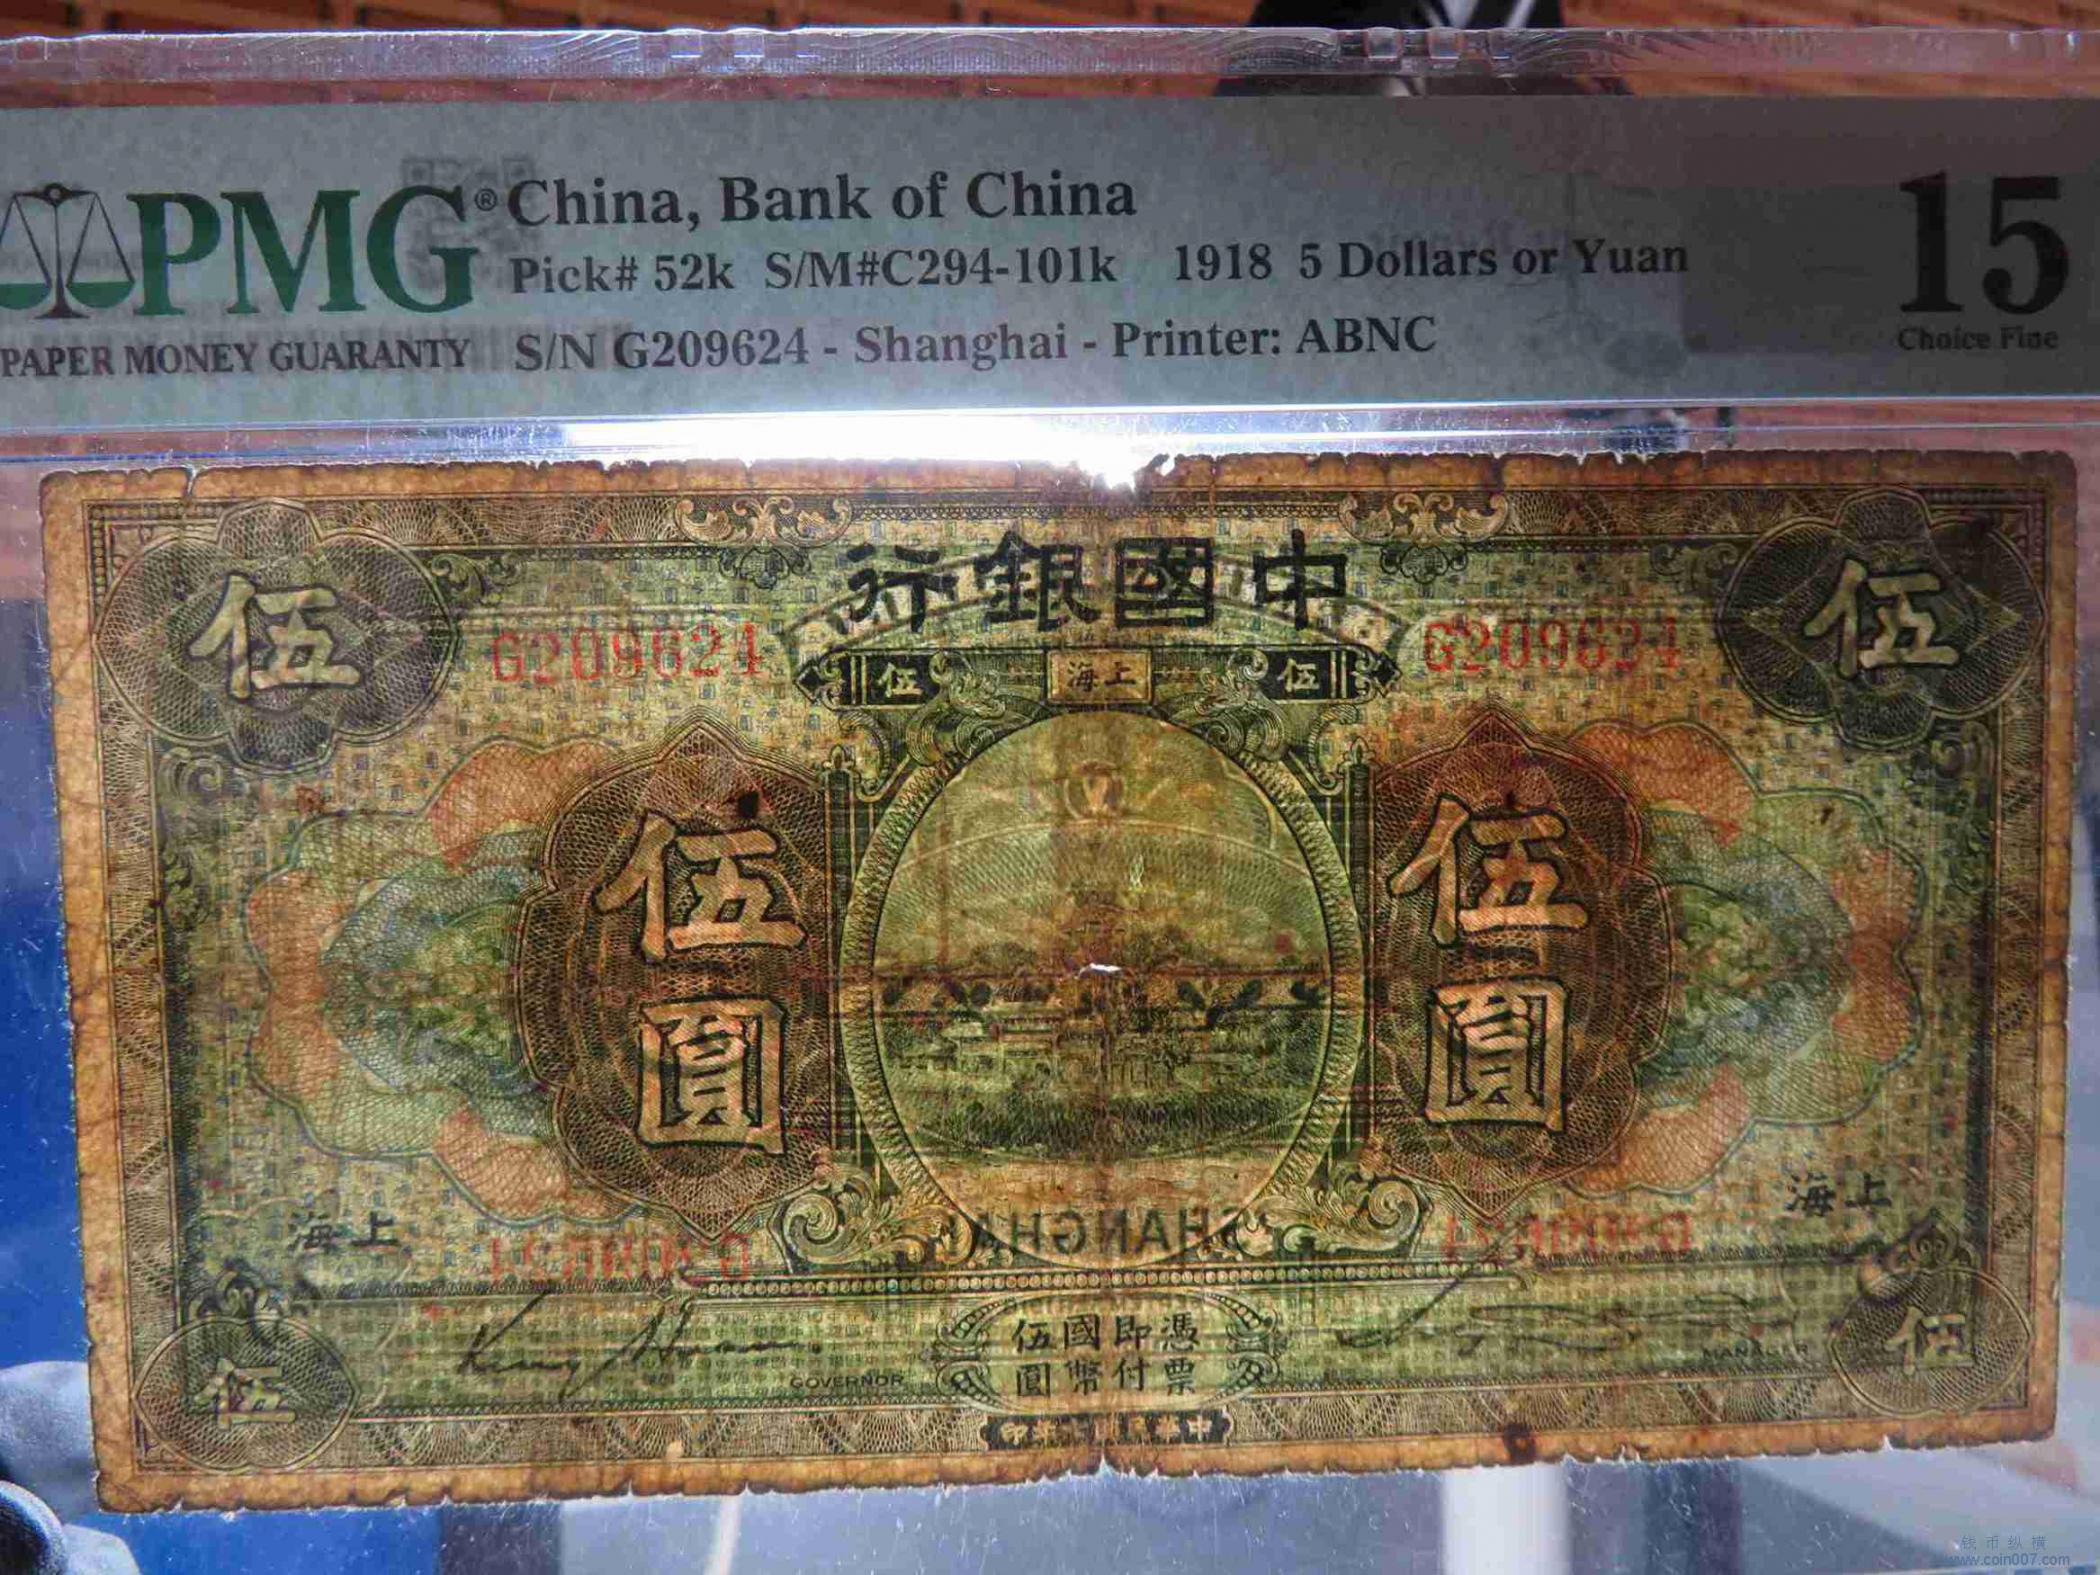 PMG® China, Bank of China
Pick# 52k S/M#C294-101k 1918 5 Dollars or Yuan
PAPER MONEY GUARANTY S/N G209624 - Shanghai - Printer: ABNC
15
Choice Fine
行銀國中
伍 伍
G209624 G209624
伍 海上 伍
伍圓 伍圓
海上 海上
SHANGHAI
GOVERNOR
憑票
即付
國幣
伍圓
MANAGER
伍 伍
钱币纵横
www.coin007.com